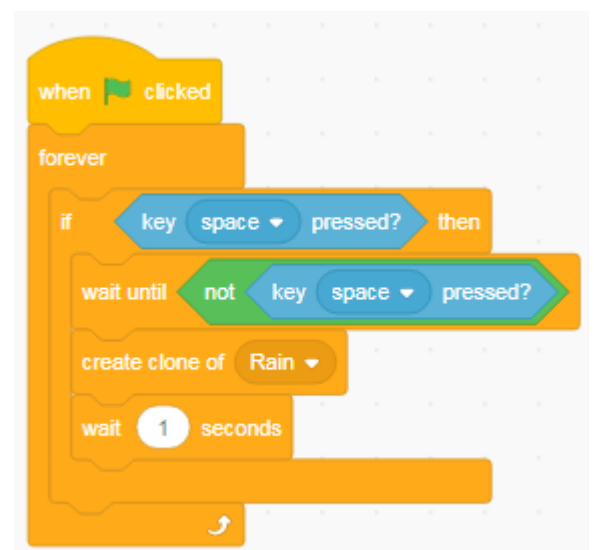 when clicked
forever
if key space pressed? then
wait until not key space pressed?
create clone of Rain
wait 1 seconds